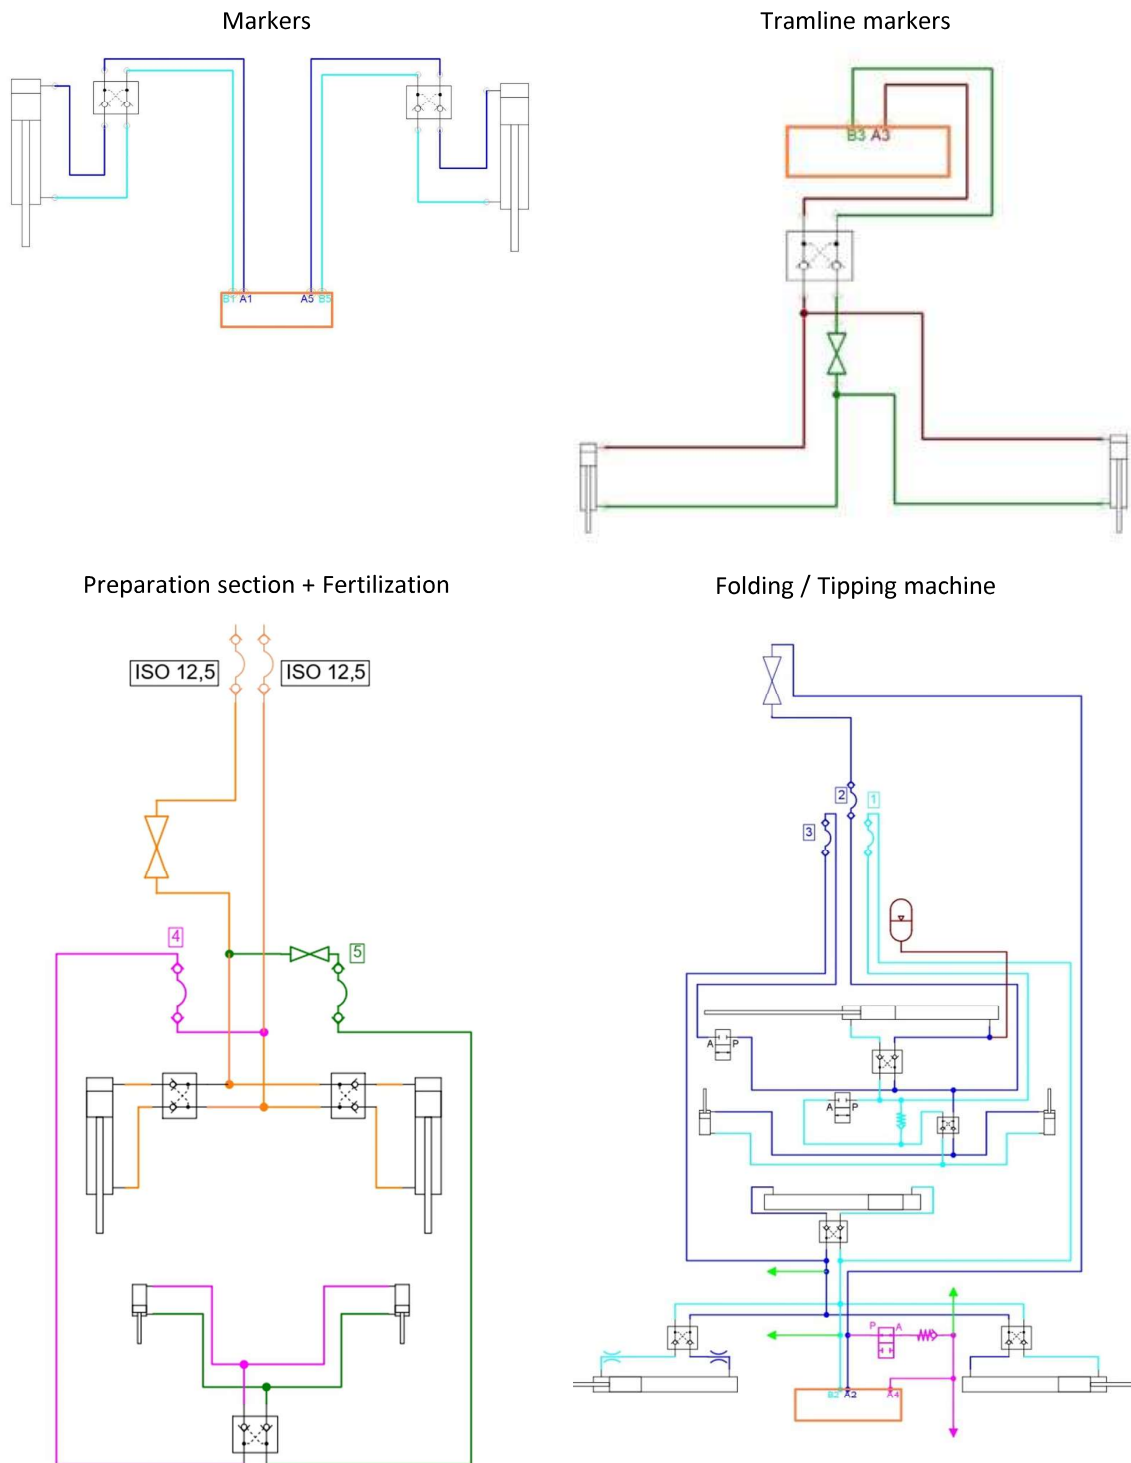 Markers
Tramline markers
B3 A3
B1 A1 A5 B5
Preparation section + Fertilization
Folding / Tipping machine
ISO 12,5
ISO 12,5
2
1
3
4
5
A P
A P
P A
B2 A2 A4